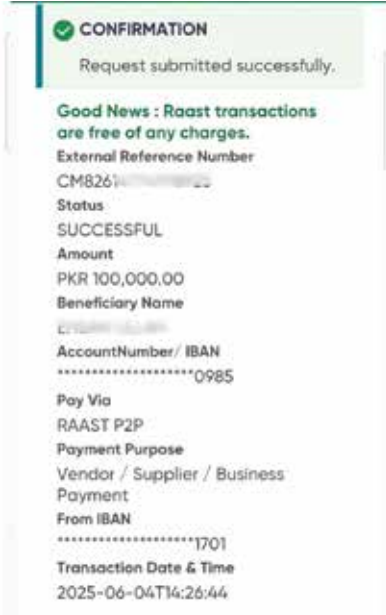 CONFIRMATION
Request submitted successfully.
Good News : Raast transactions
are free of any charges.
External Reference Number
CM8261
Status
SUCCESSFUL
Amount
PKR 100,000.00
Beneficiary Name
AccountNumber/ IBAN
********************0985
Pay Via
RAAST P2P
Payment Purpose
Vendor / Supplier / Business
Payment
From IBAN
********************1701
Transaction Date & Time
2025-06-04T14:26:44